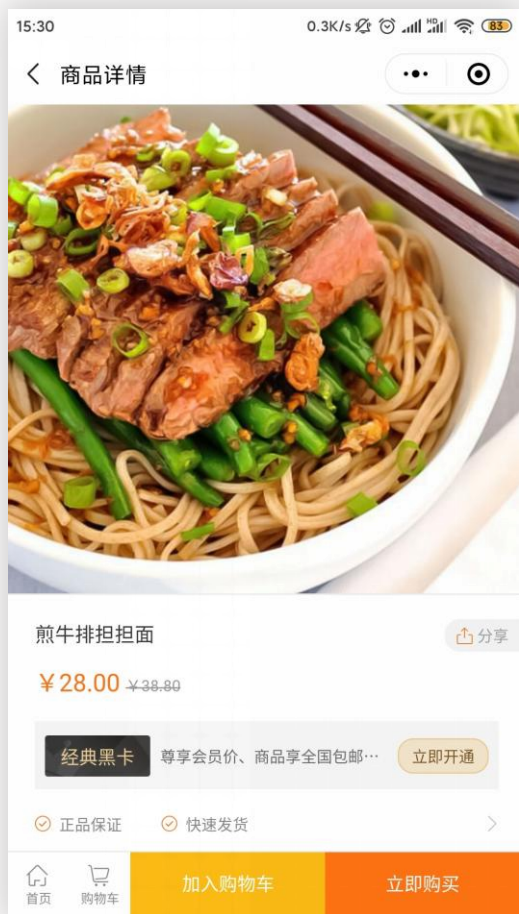 15:30
0.3K/s HD 83
商品详情
煎牛排担担面
分享
￥28.00 ￥38.80
经典黑卡 尊享会员价、商品享全国包邮… 立即开通
正品保证 快速发货
首页 购物车 加入购物车 立即购买